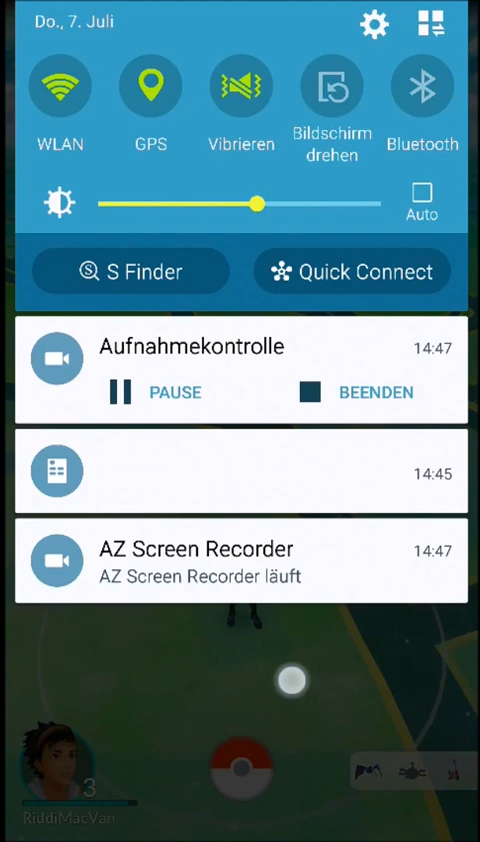 Do., 7. Juli
WLAN
GPS
Vibrieren
Bildschirm
drehen
Bluetooth
Auto
S Finder
Quick Connect
Aufnahmekontrolle
14:47
PAUSE
BEENDEN
14:45
AZ Screen Recorder
14:47
AZ Screen Recorder läuft
3
RiddiMacVan